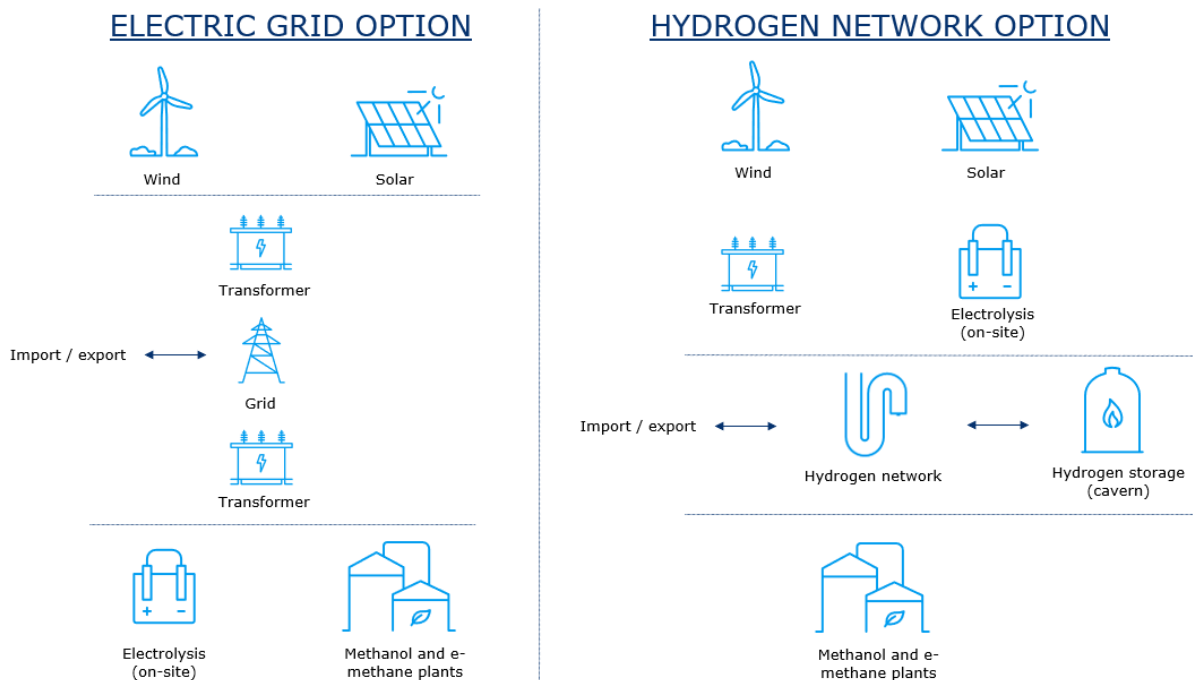 ELECTRIC GRID OPTION
Wind
Solar
Transformer
Import / export
Grid
Transformer
Electrolysis
(on-site)
Methanol and e-
methane plants
HYDROGEN NETWORK OPTION
Wind
Solar
Transformer
Electrolysis
(on-site)
Import / export
Hydrogen network
Hydrogen storage
(cavern)
Methanol and e-
methane plants